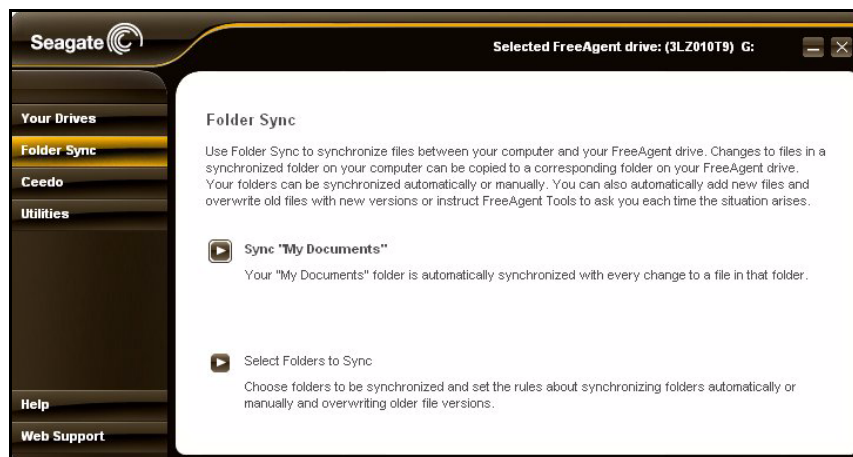 Seagate
Selected FreeAgent drive: (3LZ010T9) G:
Your Drives
Folder Sync
Ceedo
Utilities
Help
Web Support
Folder Sync
Use Folder Sync to synchronize files between your computer and your FreeAgent drive. Changes to files in a
synchronized folder on your computer can be copied to a corresponding folder on your FreeAgent drive.
Your folders can be synchronized automatically or manually. You can also automatically add new files and
overwrite old files with new versions or instruct FreeAgent Tools to ask you each time the situation arises.
Sync "My Documents"
Your "My Documents" folder is automatically synchronized with every change to a file in that folder.
Select Folders to Sync
Choose folders to be synchronized and set the rules about synchronizing folders automatically or
manually and overwriting older file versions.